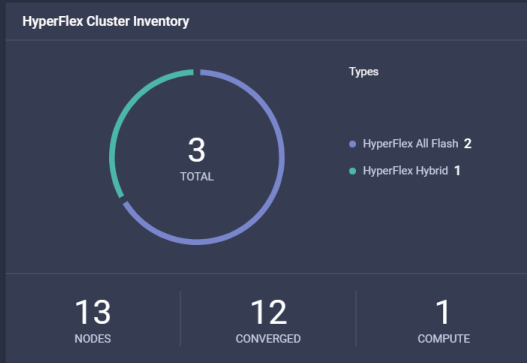 HyperFlex Cluster Inventory
Types
3
TOTAL
HyperFlex All Flash 2
HyperFlex Hybrid 1
13 12 1
NODES CONVERGED COMPUTE